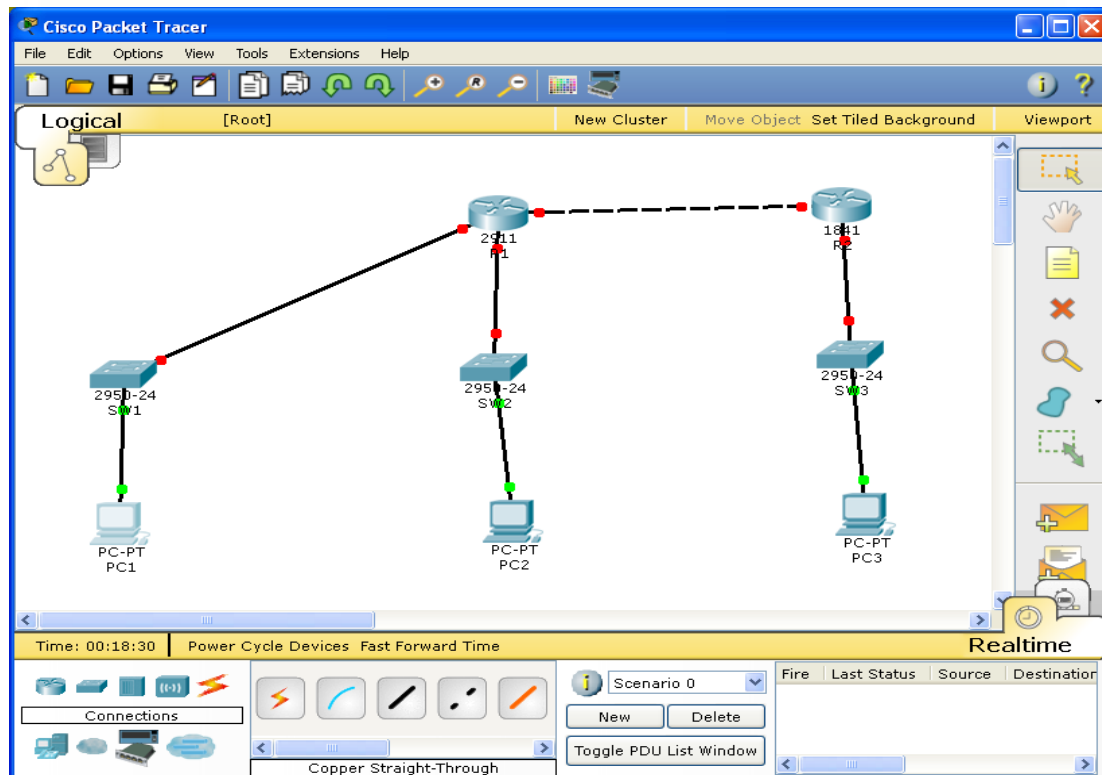 Cisco Packet Tracer
File Edit Options View Tools Extensions Help
Logical [Root] New Cluster Move Object Set Tiled Background Viewport
2911
R1
1841
R2
2950-24
SW1
2950-24
SW2
2950-24
SW3
PC-PT
PC1
PC-PT
PC2
PC-PT
PC3
Time: 00:18:30 Power Cycle Devices Fast Forward Time Realtime
Connections
Copper Straight-Through
Scenario 0
New Delete
Toggle PDU List Window
Fire Last Status Source Destination